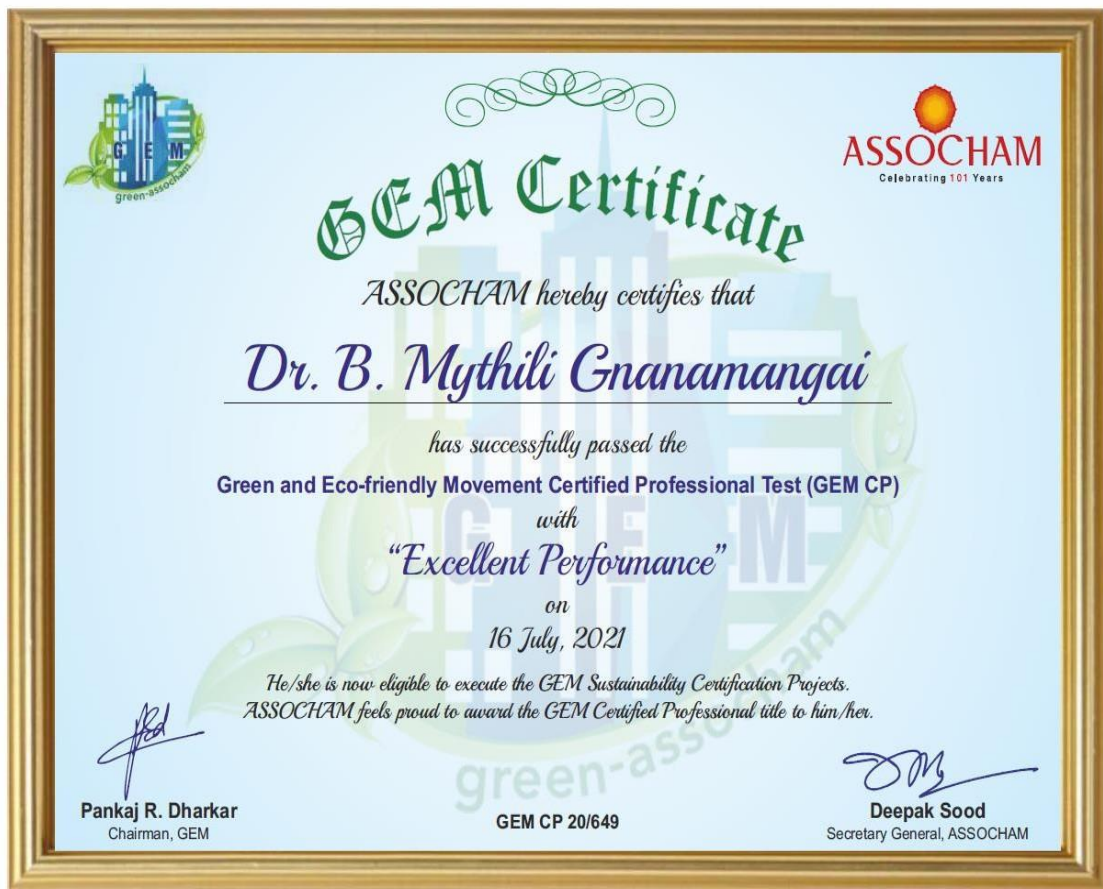 GEM
green-assocham
ASSOCHAM
Celebrating 101 Years
GEM Certificate
ASSOCHAM hereby certifies that
Dr. B. Mythili Gnanamangai
has successfully passed the
Green and Eco-friendly Movement Certified Professional Test (GEM CP)
with
“Excellent Performance”
on
16 July, 2021
He/she is now eligible to execute the GEM Sustainability Certification Projects.
ASSOCHAM feels proud to award the GEM Certified Professional title to him/her.
GEM
green-assocham
Pankaj R. Dharkar
Chairman, GEM
GEM CP 20/649
Deepak Sood
Secretary General, ASSOCHAM